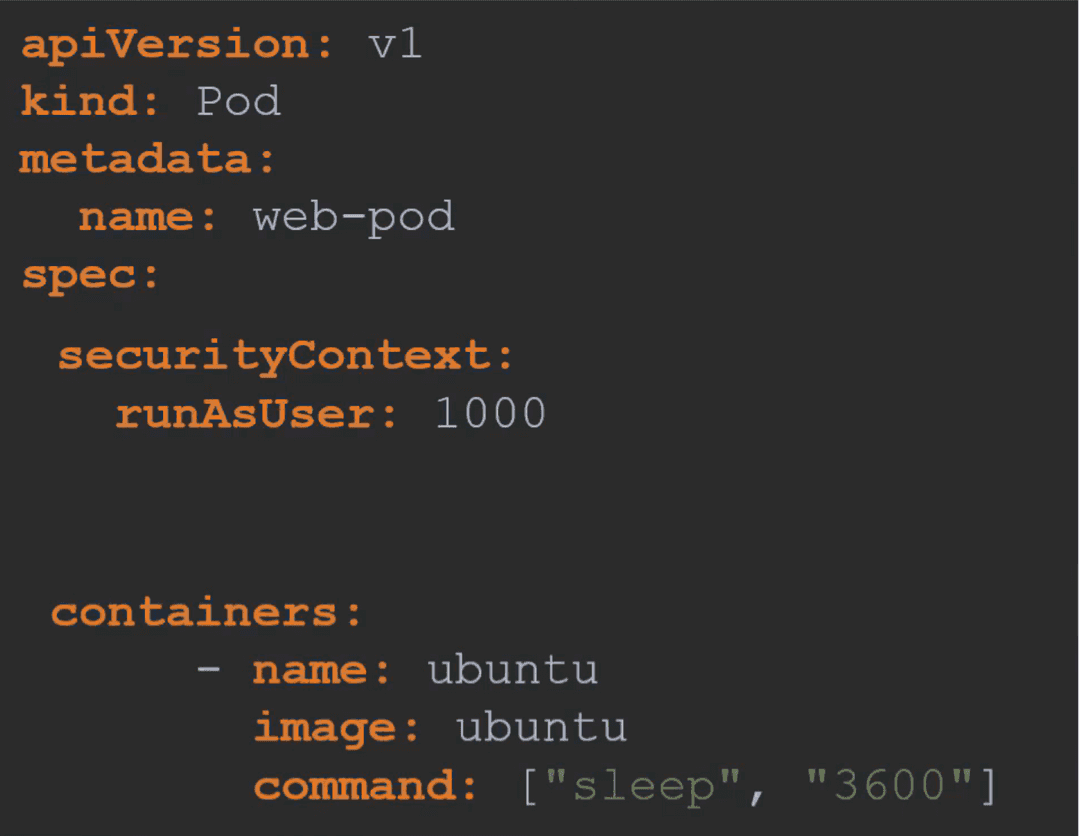 apiVersion: v1
kind: Pod
metadata:
  name: web-pod
spec:
  securityContext:
    runAsUser: 1000
  containers:
      - name: ubuntu
        image: ubuntu
        command: ["sleep", "3600"]